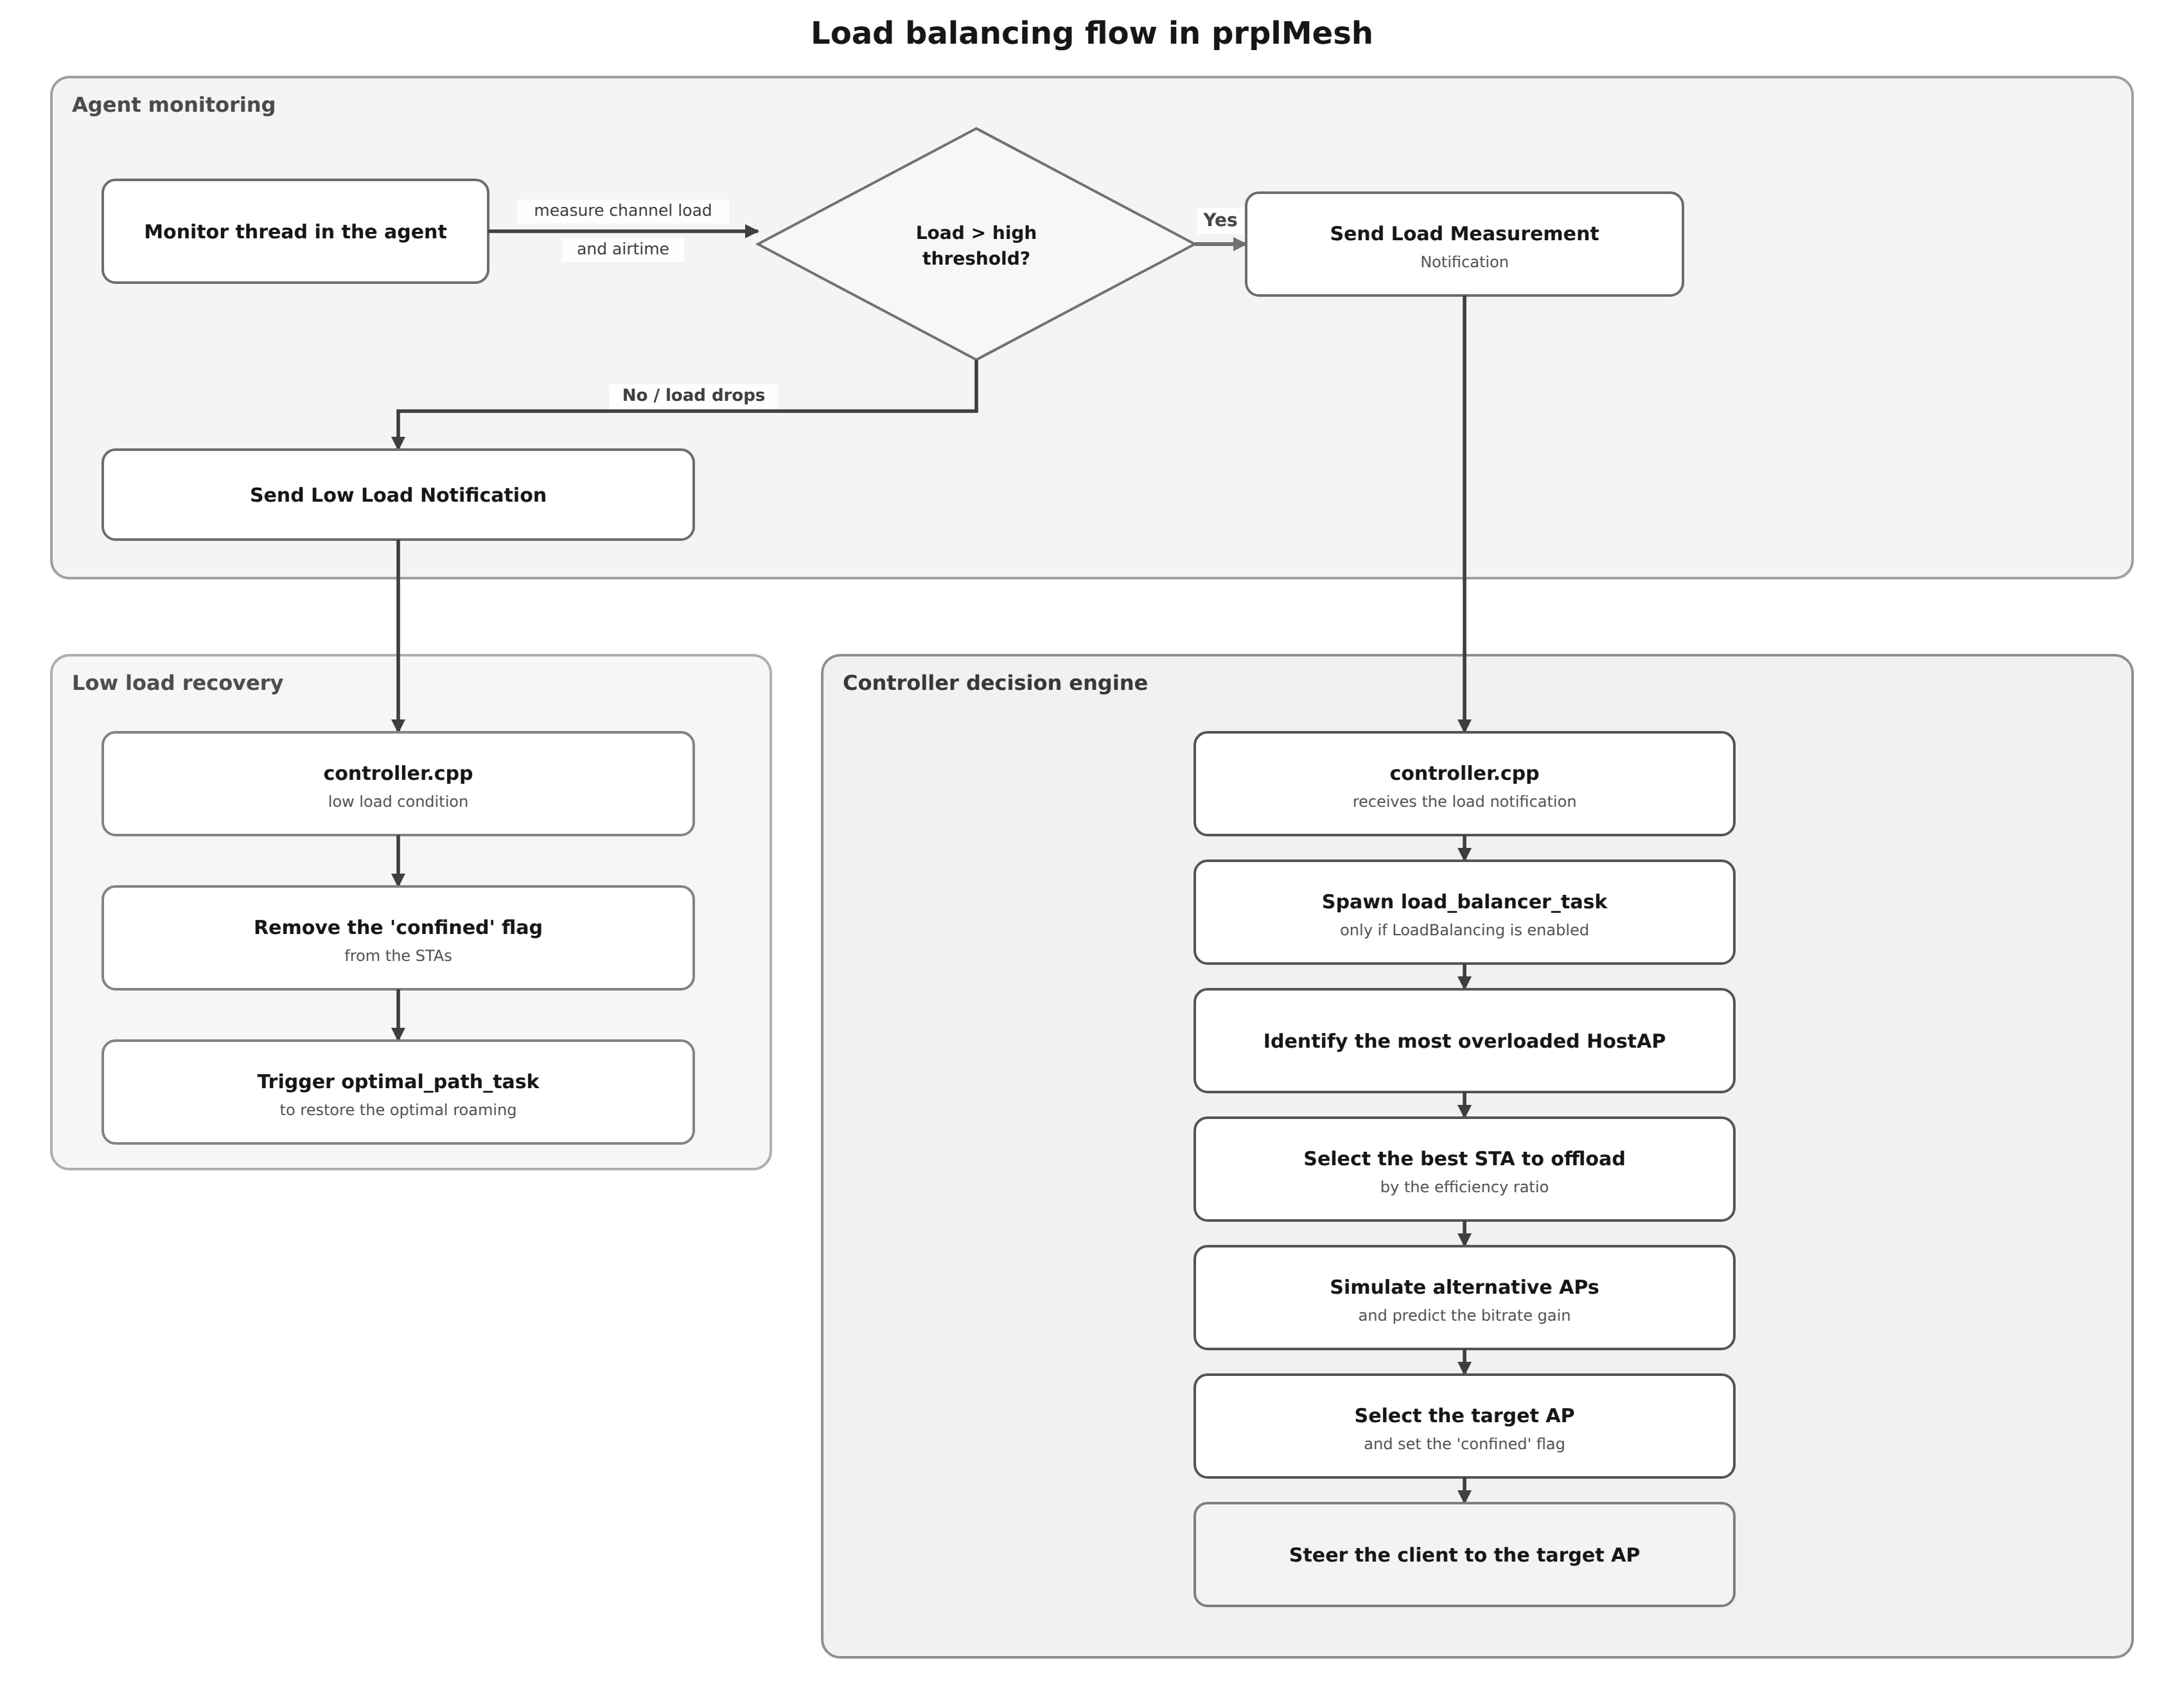 Load balancing flow in prplMesh
Agent monitoring
Monitor thread in the agent
measure channel load
and airtime
Load > high
threshold?
Yes
Send Load Measurement
Notification
No / load drops
Send Low Load Notification
Low load recovery
controller.cpp
low load condition
Remove the 'confined' flag
from the STAs
Trigger optimal_path_task
to restore the optimal roaming
Controller decision engine
controller.cpp
receives the load notification
Spawn load_balancer_task
only if LoadBalancing is enabled
Identify the most overloaded HostAP
Select the best STA to offload
by the efficiency ratio
Simulate alternative APs
and predict the bitrate gain
Select the target AP
and set the 'confined' flag
Steer the client to the target AP